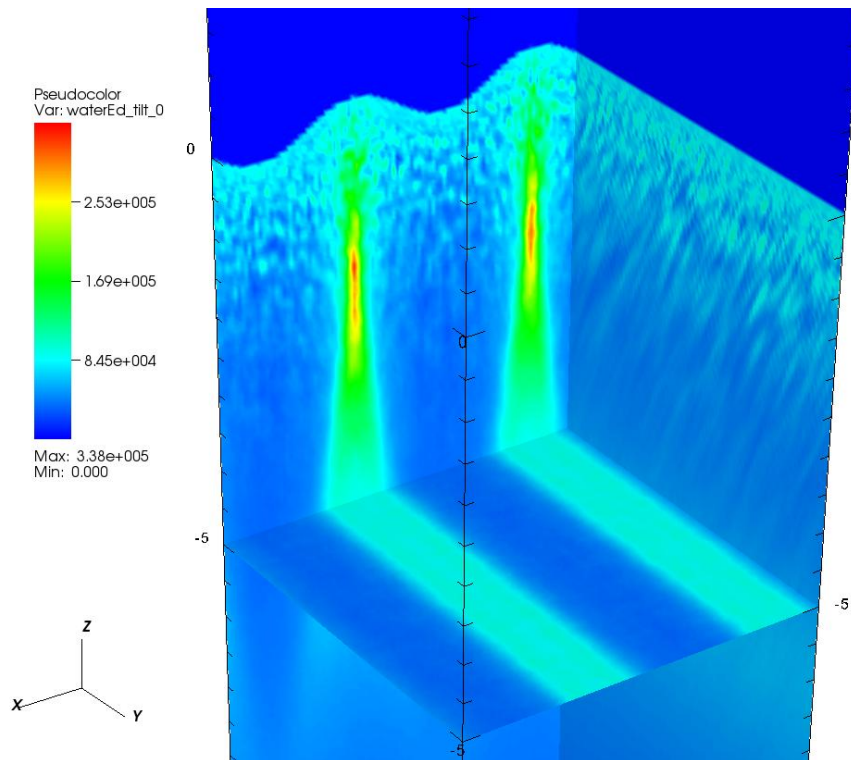 Pseudocolor
Var: waterEd_tilt_0
2.53e+005
1.69e+005
8.45e+004
Max: 3.38e+005
Min: 0.000
0
0
-5
-5
-5
Z
X
Y